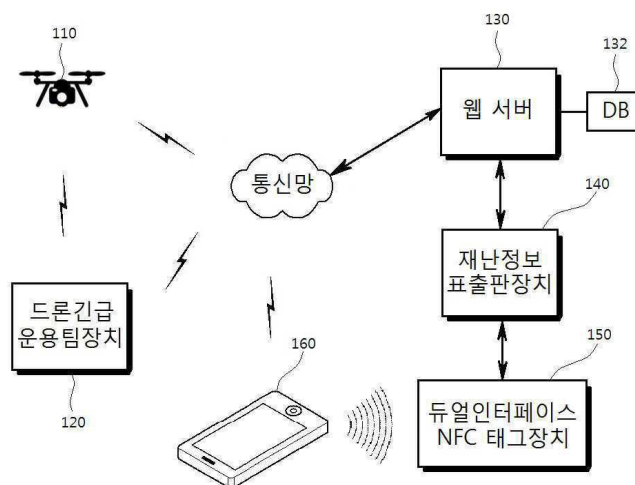 110
130
132
웹 서버
DB
통신망
140
재난정보
표출판장치
드론긴급
운용팀장치
120
160
150
듀얼인터페이스
NFC 태그장치